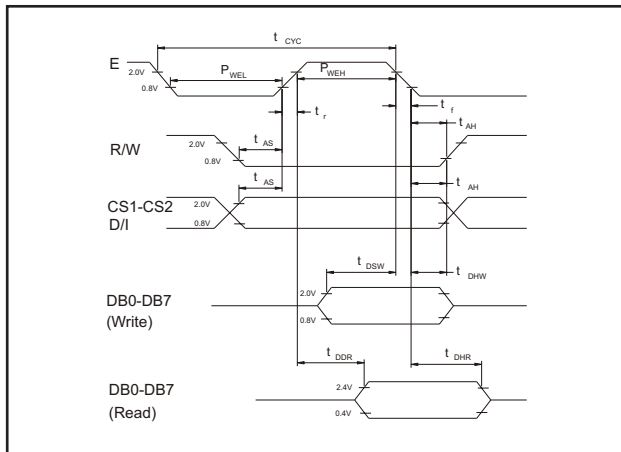 t CYC
E
2.0V
0.8V
P WEL
P WEH
t r
t f
t AH
R/W
2.0V
0.8V
t AS
t AS
t AH
CS1-CS2
D/I
2.0V
0.8V
t DSW
t DHW
DB0-DB7
(Write)
2.0V
0.8V
t DDR
t DHR
DB0-DB7
(Read)
2.4V
0.4V